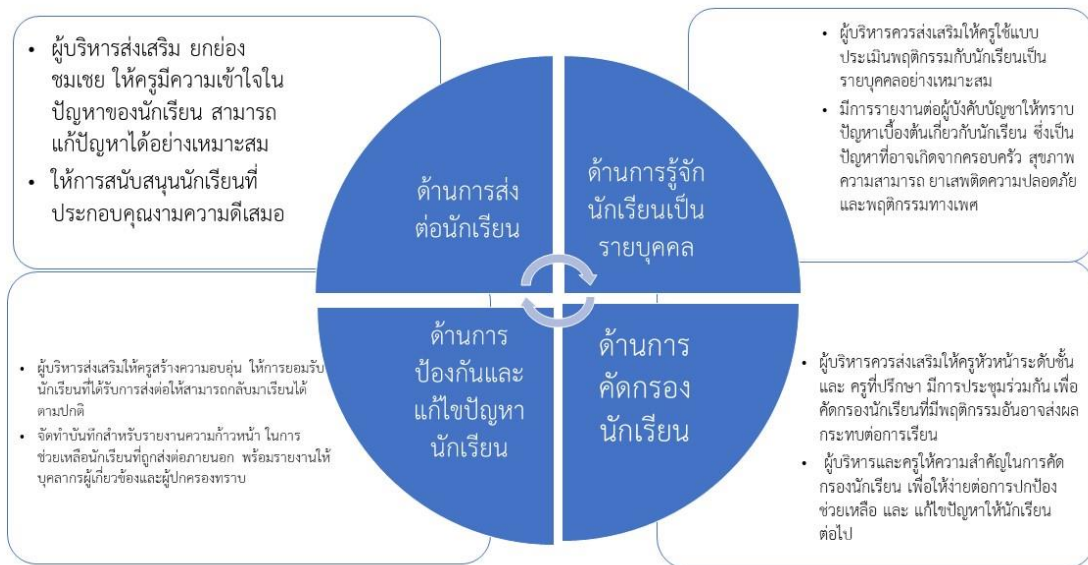 • ผู้บริหารส่งเสริม ยกย่อง
ชมเชย ให้ครูมีความเข้าใจใน
ปัญหาของนักเรียน สามารถ
แก้ปัญหาได้อย่างเหมาะสม
• ให้การสนับสนุนนักเรียนที่
ประกอบคุณงามความดีเสมอ
• ผู้บริหารควรส่งเสริมให้ครูใช้แบบ
ประเมินพฤติกรรมกับนักเรียนเป็น
รายบุคคลอย่างเหมาะสม
• มีการรายงานต่อผู้บังคับบัญชาให้ทราบ
ปัญหาเบื้องต้นเกี่ยวกับนักเรียน ซึ่งเป็น
ปัญหาที่อาจเกิดจากครอบครัว สุขภาพ
ความสามารถ ยาเสพติดความปลอดภัย
และพฤติกรรมทางเพศ
ด้านการส่ง
ต่อนักเรียน
ด้านการรู้จัก
นักเรียนเป็น
รายบุคคล
ด้านการ
ป้องกันและ
แก้ไขปัญหา
นักเรียน
ด้านการ
คัดกรอง
นักเรียน
• ผู้บริหารส่งเสริมให้ครูสร้างความอบอุ่น ให้การยอมรับ
นักเรียนที่ได้รับการส่งต่อให้สามารถกลับมาเรียนได้
ตามปกติ
• จัดทำบันทึกสำหรับรายงานความก้าวหน้า ในการ
ช่วยเหลือนักเรียนที่ถูกส่งต่อภายนอก พร้อมรายงานให้
บุคลากรผู้เกี่ยวข้องและผู้ปกครองทราบ
• ผู้บริหารควรส่งเสริมให้ครูหัวหน้าระดับชั้น
และ ครูที่ปรึกษา มีการประชุมร่วมกัน เพื่อ
คัดกรองนักเรียนที่มีพฤติกรรมอันอาจส่งผล
กระทบต่อการเรียน
• ผู้บริหารและครูให้ความสำคัญในการคัด
กรองนักเรียน เพื่อให้ง่ายต่อการปกป้อง
ช่วยเหลือ และ แก้ไขปัญหาให้นักเรียน
ต่อไป